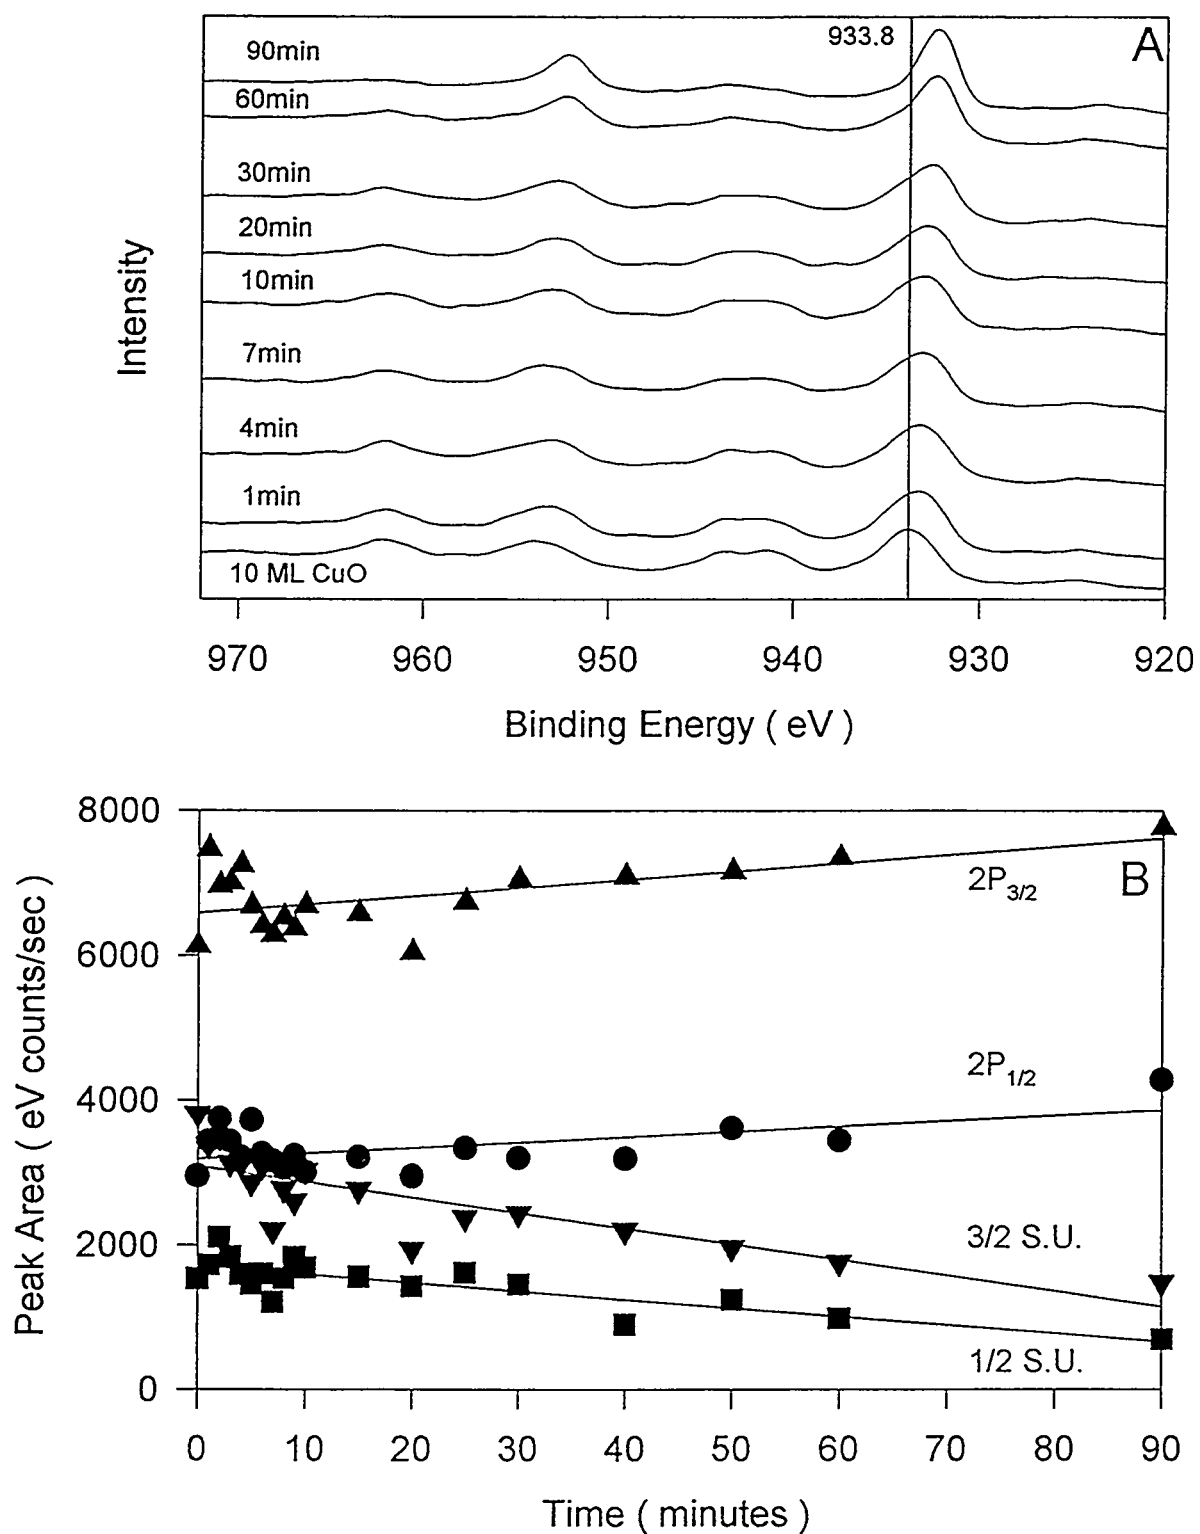 A
933.8
90min
60min
30min
20min
10min
7min
4min
1min
10 ML CuO
Intensity
970 960 950 940 930 920
Binding Energy ( eV )
B
8000
6000
4000
2000
0
Peak Area ( eV counts/sec)
2P3/2
2P1/2
3/2 S.U.
1/2 S.U.
0 10 20 30 40 50 60 70 80 90
Time ( minutes )